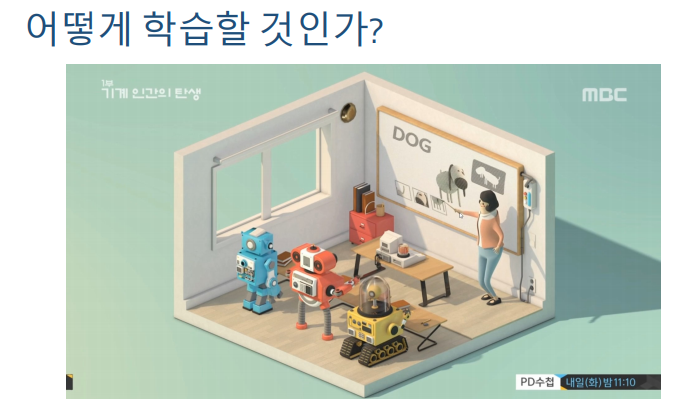 어떻게 학습할 것인가?
1부
기계 인간의 탄생
MBC
DOG
PD수첩 내일(화) 밤 11:10